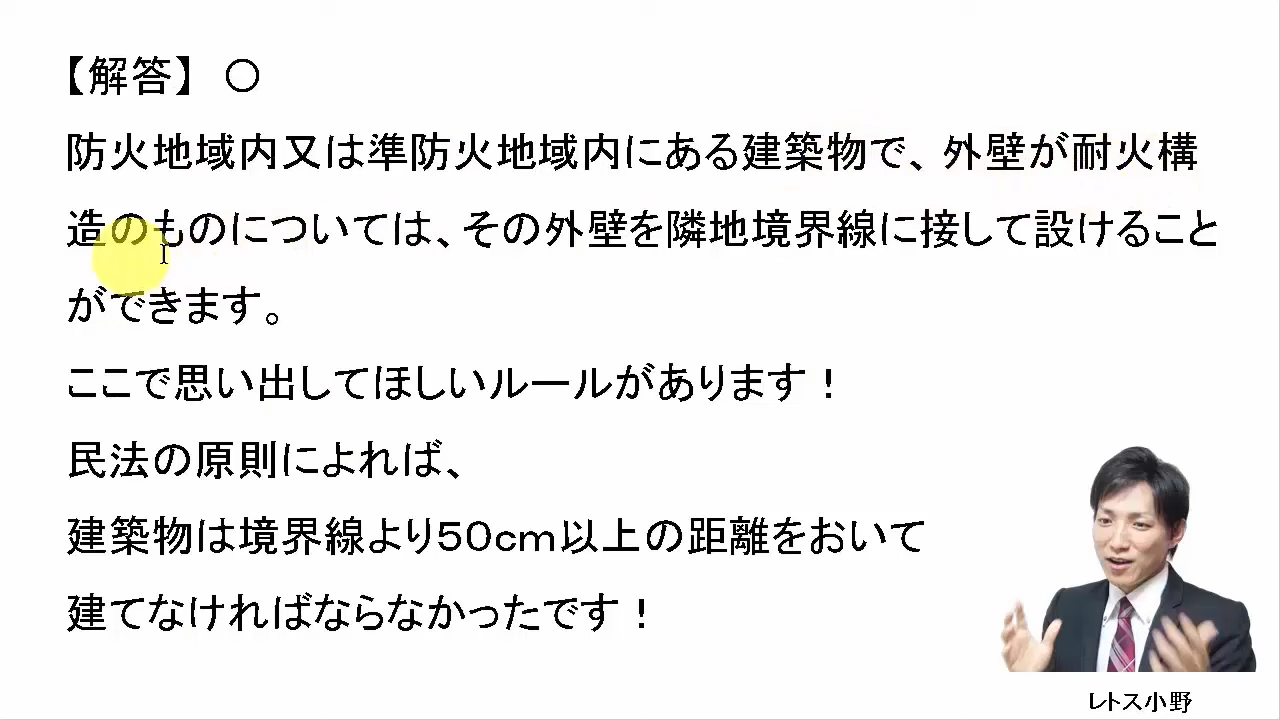 【解答】 ○
防火地域内又は準防火地域内にある建築物で、外壁が耐火構
造のものについては、その外壁を隣地境界線に接して設けること
ができます。
ここで思い出してほしいルールがあります！
民法の原則によれば、
建築物は境界線より50cm以上の距離をおいて
建てなければならなかったです！
レトス小野